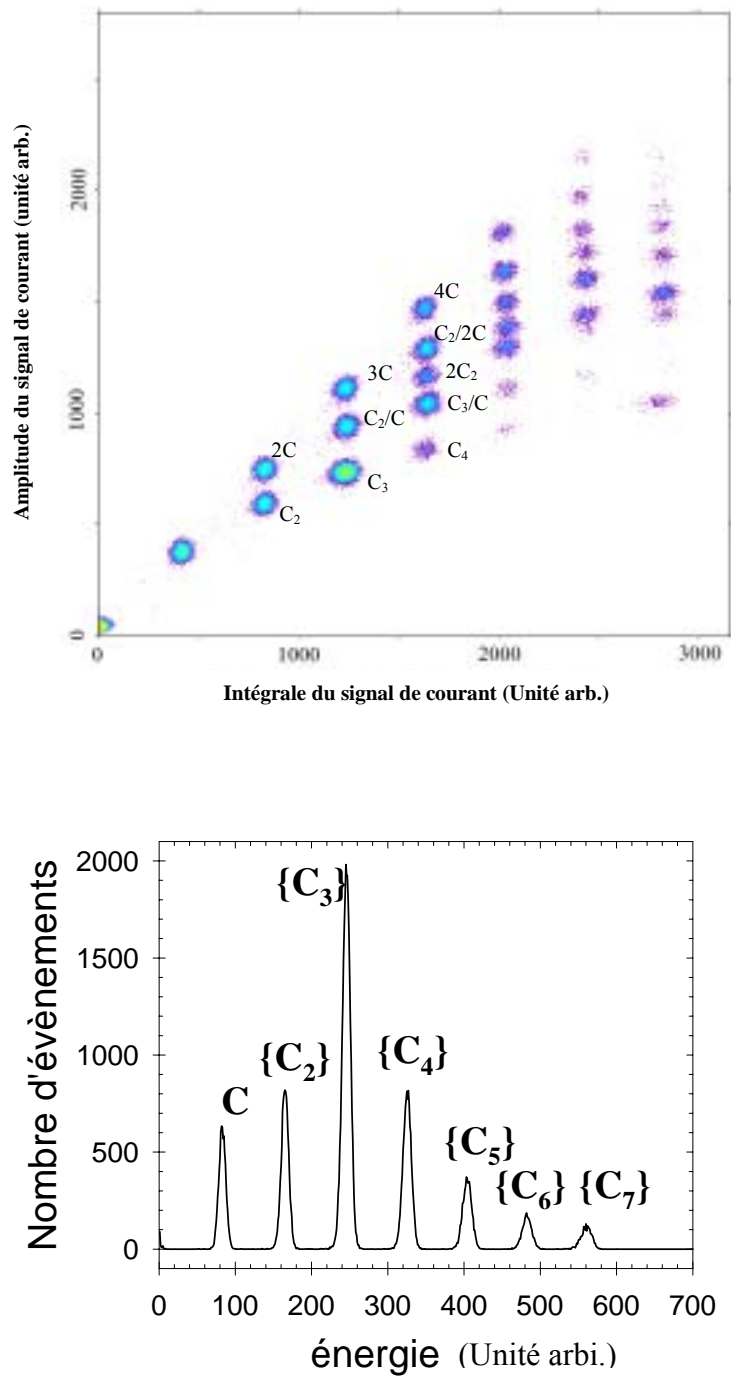 Amplitude du signal de courant (unité arb.)
2000
1000
0
4C
C₂/2C
3C
2C₂
C₂/C
C₃/C
2C
C₄
C₃
C₂
0
1000
2000
3000
Intégrale du signal de courant (Unité arb.)
Nombre d'évènements
2000
1500
1000
500
0
{C₃}
{C₂}
{C₄}
C
{C₅}
{C₆} {C₇}
0 100 200 300 400 500 600 700
énergie (Unité arbi.)